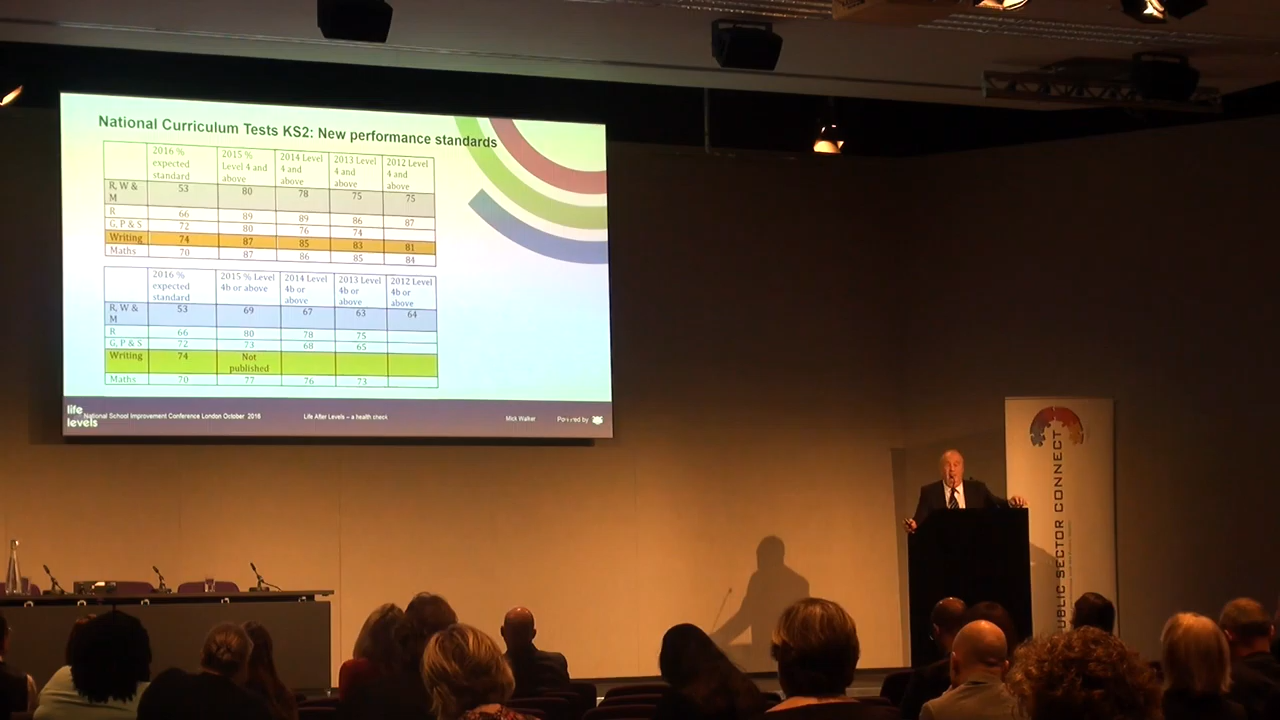 National Curriculum Tests KS2: New performance standards
2016 % expected standard 2015 % Level 4 and above 2014 Level 4 and above 2013 Level 4 and above 2012 Level 4 and above
R, W & M 53 80 78 75 75
R 66 89 89 86 87
G, P & S 72 80 76 74
Writing 74 87 85 83 81
Maths 70 87 86 85 84
2016 % expected standard 2015 % Level 4b or above 2014 Level 4b or above 2013 Level 4b or above 2012 Level 4b or above
R, W & M 53 69 67 63 64
R 66 80 78 75
G, P & S 72 73 68 65
Writing 74 Not published
Maths 70 77 76 73
life
levels
National School Improvement Conference London October 2016
Life After Levels – a health check
Mick Walker
Powered by
UBLIC SECTOR CONNECT